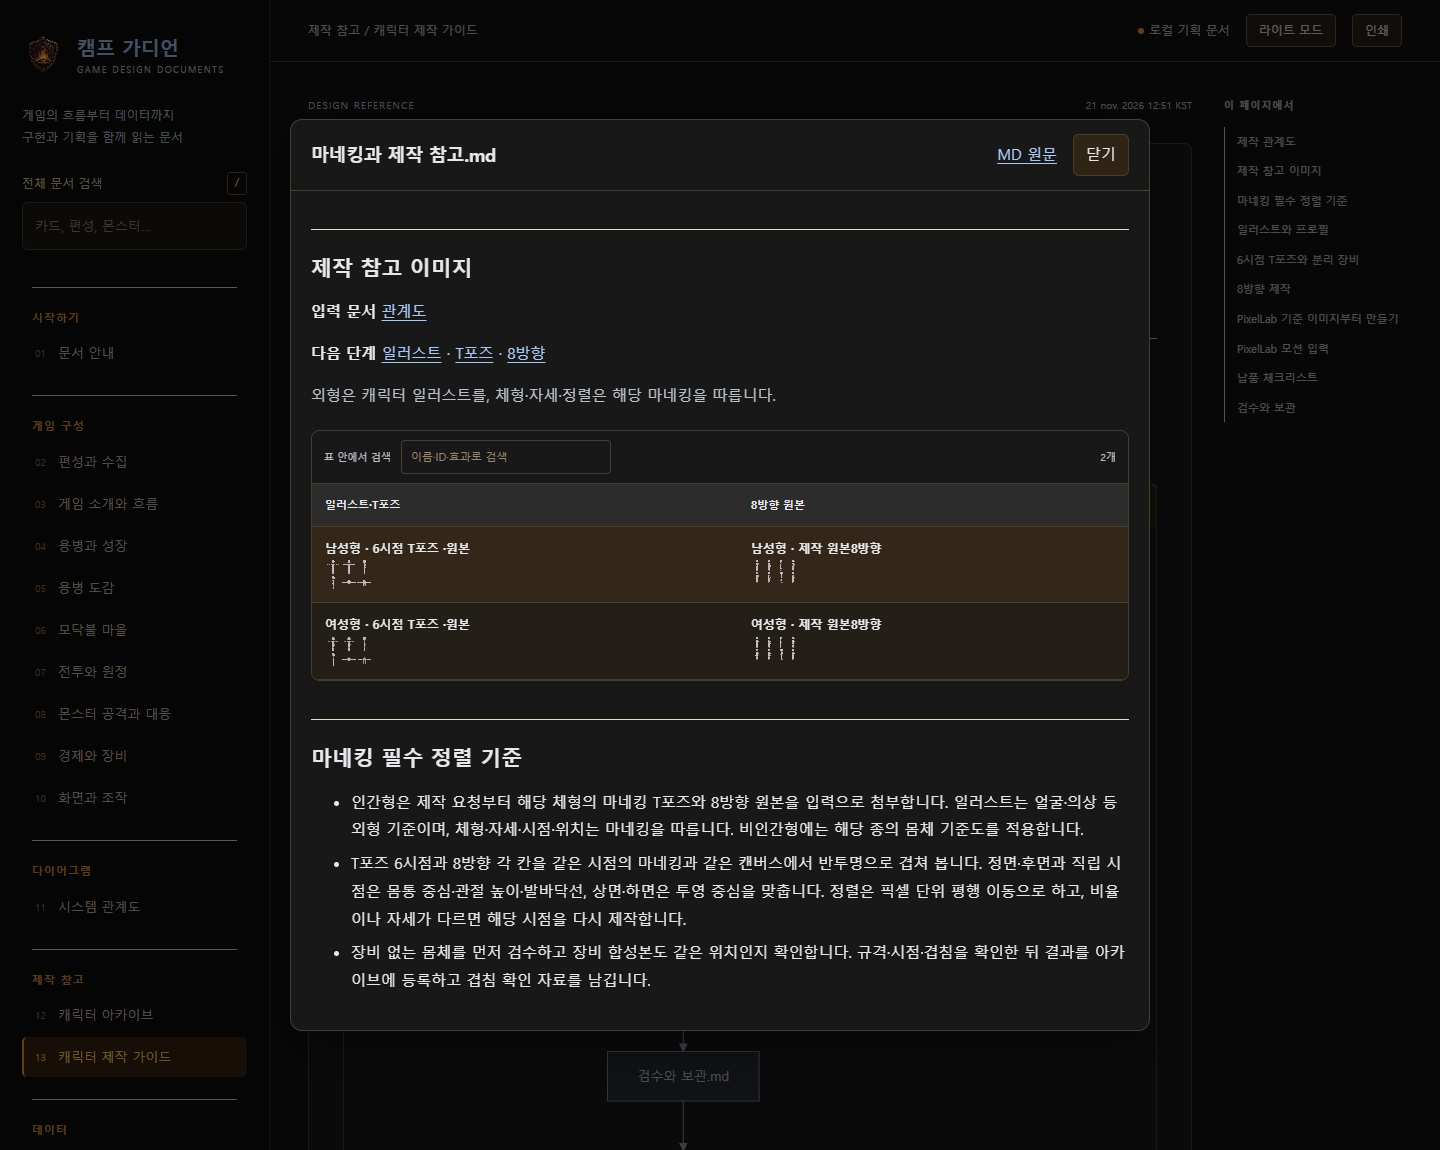 캠프 가디언
GAME DESIGN DOCUMENTS
게임의 흐름부터 데이터까지
구현과 기획을 함께 읽는 문서
전체 문서 검색
/
카드, 편성, 몬스터...
시작하기
01 문서 안내
게임 구성
02 편성과 수집
03 게임 소개와 흐름
04 용병과 성장
05 용병 도감
06 모닥불 마을
07 전투와 원정
08 몬스터 공격과 대응
09 경제와 장비
10 화면과 조작
다이어그램
11 시스템 관계도
제작 참고
12 캐릭터 아카이브
13 캐릭터 제작 가이드
데이터
제작 참고 / 캐릭터 제작 가이드
로컬 기획 문서
라이트 모드
인쇄
DESIGN REFERENCE
21 nov. 2026 12:51 KST
마네킹과 제작 참고.md
MD 원문
닫기
제작 참고 이미지
입력 문서 관계도
다음 단계 일러스트 · T포즈 · 8방향
외형은 캐릭터 일러스트를, 체형·자세·정렬은 해당 마네킹을 따릅니다.
표 안에서 검색
이름·ID·효과로 검색
2개
일러스트·T포즈
8방향 원본
남성형 · 6시점 T포즈 ·원본
남성형 · 제작 원본8방향
여성형 · 6시점 T포즈 ·원본
여성형 · 제작 원본8방향
마네킹 필수 정렬 기준
• 인간형은 제작 요청부터 해당 체형의 마네킹 T포즈와 8방향 원본을 입력으로 첨부합니다. 일러스트는 얼굴·의상 등
외형 기준이며, 체형·자세·시점·위치는 마네킹을 따릅니다. 비인간형에는 해당 종의 몸체 기준도를 적용합니다.
• T포즈 6시점과 8방향 각 칸을 같은 시점의 마네킹과 같은 캔버스에서 반투명으로 겹쳐 봅니다. 정면·후면과 직립 시
점은 몸통 중심·관절 높이·발바닥선, 상면·하면은 투영 중심을 맞춥니다. 정렬은 픽셀 단위 평행 이동으로 하고, 비율
이나 자세가 다르면 해당 시점을 다시 제작합니다.
• 장비 없는 몸체를 먼저 검수하고 장비 합성본도 같은 위치인지 확인합니다. 규격·시점·겹침을 확인한 뒤 결과를 아카
이브에 등록하고 겹침 확인 자료를 남깁니다.
검수와 보관.md
이 페이지에서
제작 관계도
제작 참고 이미지
마네킹 필수 정렬 기준
일러스트와 프로필
6시점 T포즈와 분리 장비
8방향 제작
PixelLab 기준 이미지부터 만들기
PixelLab 모션 입력
납품 체크리스트
검수와 보관